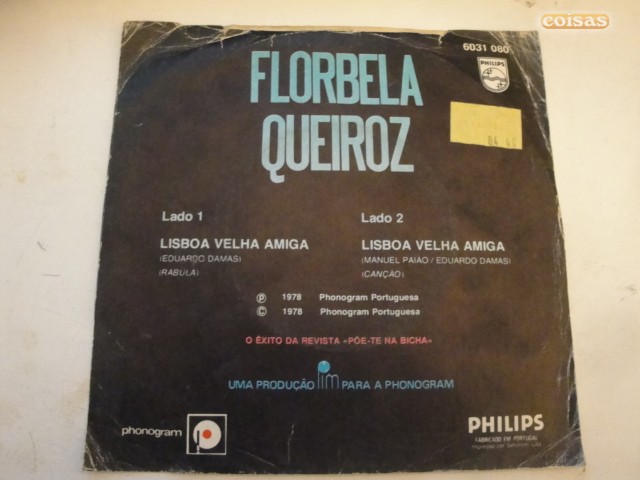 coisas
6031 080
PHILIPS
FLORBELA
QUEIROZ
Lado 1
LISBOA VELHA AMIGA
(EDUARDO DAMAS)
(RÁBULA)
Lado 2
LISBOA VELHA AMIGA
(MANUEL PAIÃO / EDUARDO DAMAS)
(CANÇÃO)
Ⓟ 1978 Phonogram Portuguesa
© 1978 Phonogram Portuguesa
O ÊXITO DA REVISTA «PÕE-TE NA BICHA»
UMA PRODUÇÃO PARA A PHONOGRAM
phonogram
PHILIPS
FABRICADO EM PORTUGAL